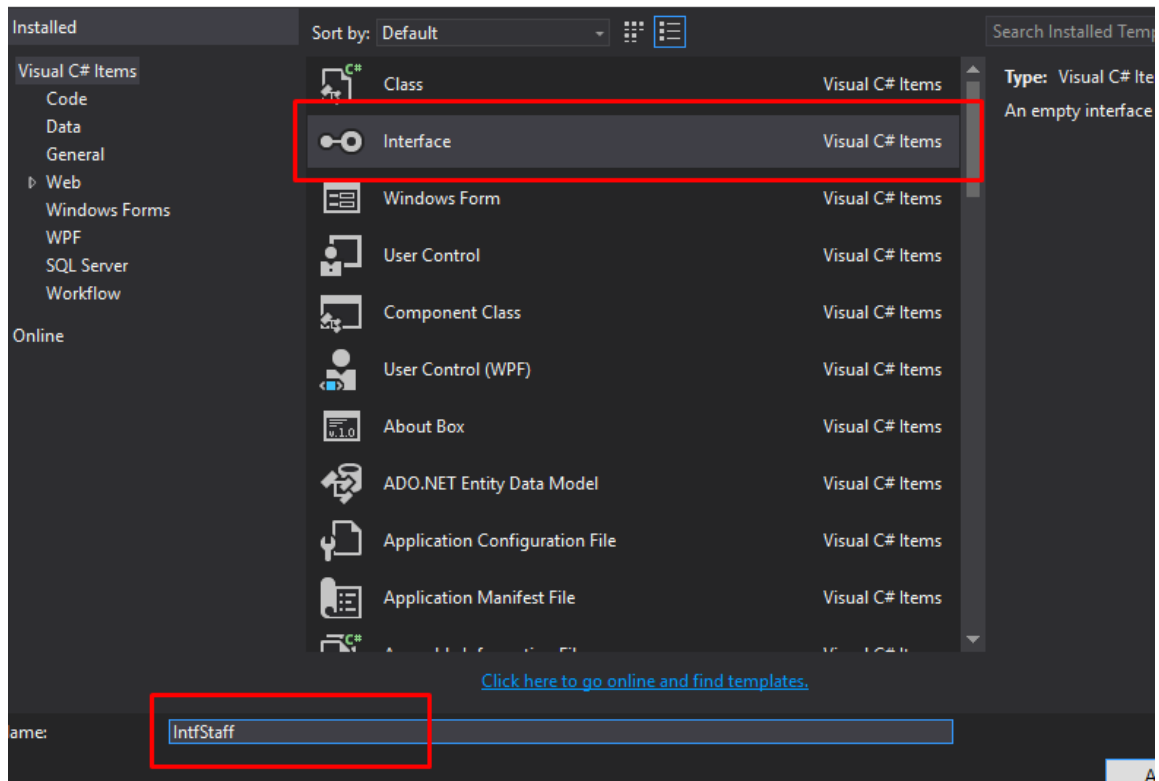 Installed
Sort by: Default
Search Installed Temp
Visual C# Items
Code
Data
General
Web
Windows Forms
WPF
SQL Server
Workflow
Online
C#
Class Visual C# Items
Interface Visual C# Items
Windows Form Visual C# Items
User Control Visual C# Items
Component Class Visual C# Items
User Control (WPF) Visual C# Items
v.1.0
About Box Visual C# Items
ADO.NET Entity Data Model Visual C# Items
Application Configuration File Visual C# Items
Application Manifest File Visual C# Items
C#
Type: Visual C# Ite
An empty interface
Click here to go online and find templates.
ame: IntfStaff
A